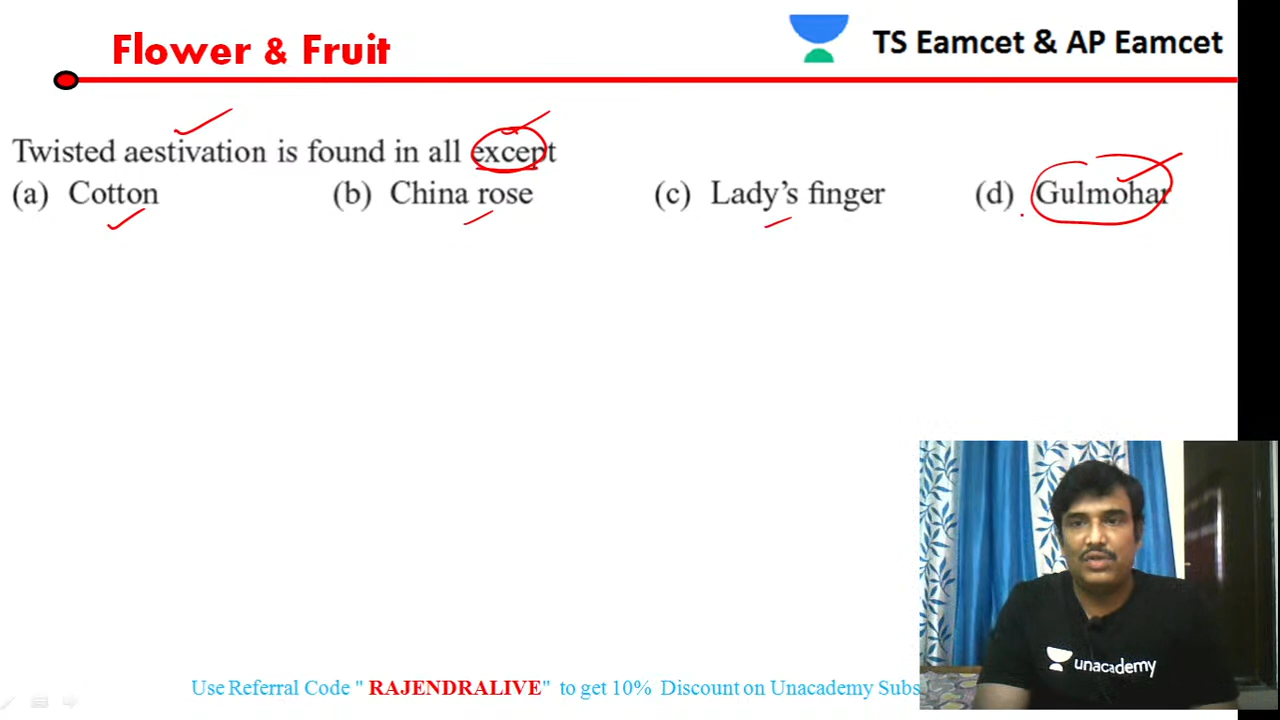 Flower & Fruit
TS Eamcet & AP Eamcet
Twisted aestivation is found in all except
(a) Cotton (b) China rose (c) Lady's finger (d) Gulmohar
unacademy
Use Referral Code " RAJENDRALIVE" to get 10% Discount on Unacademy Subs